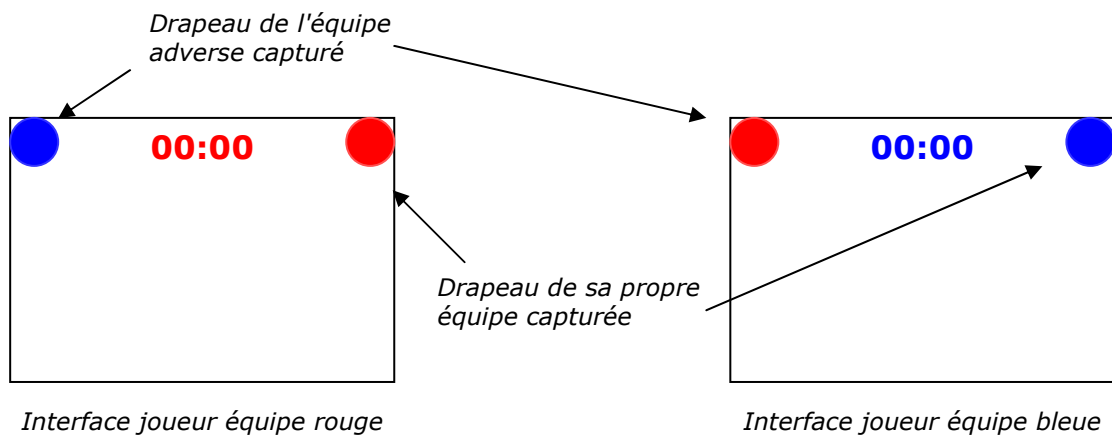 Drapeau de l'équipe
adverse capturé
00:00
00:00
Drapeau de sa propre
équipe capturée
Interface joueur équipe rouge
Interface joueur équipe bleue